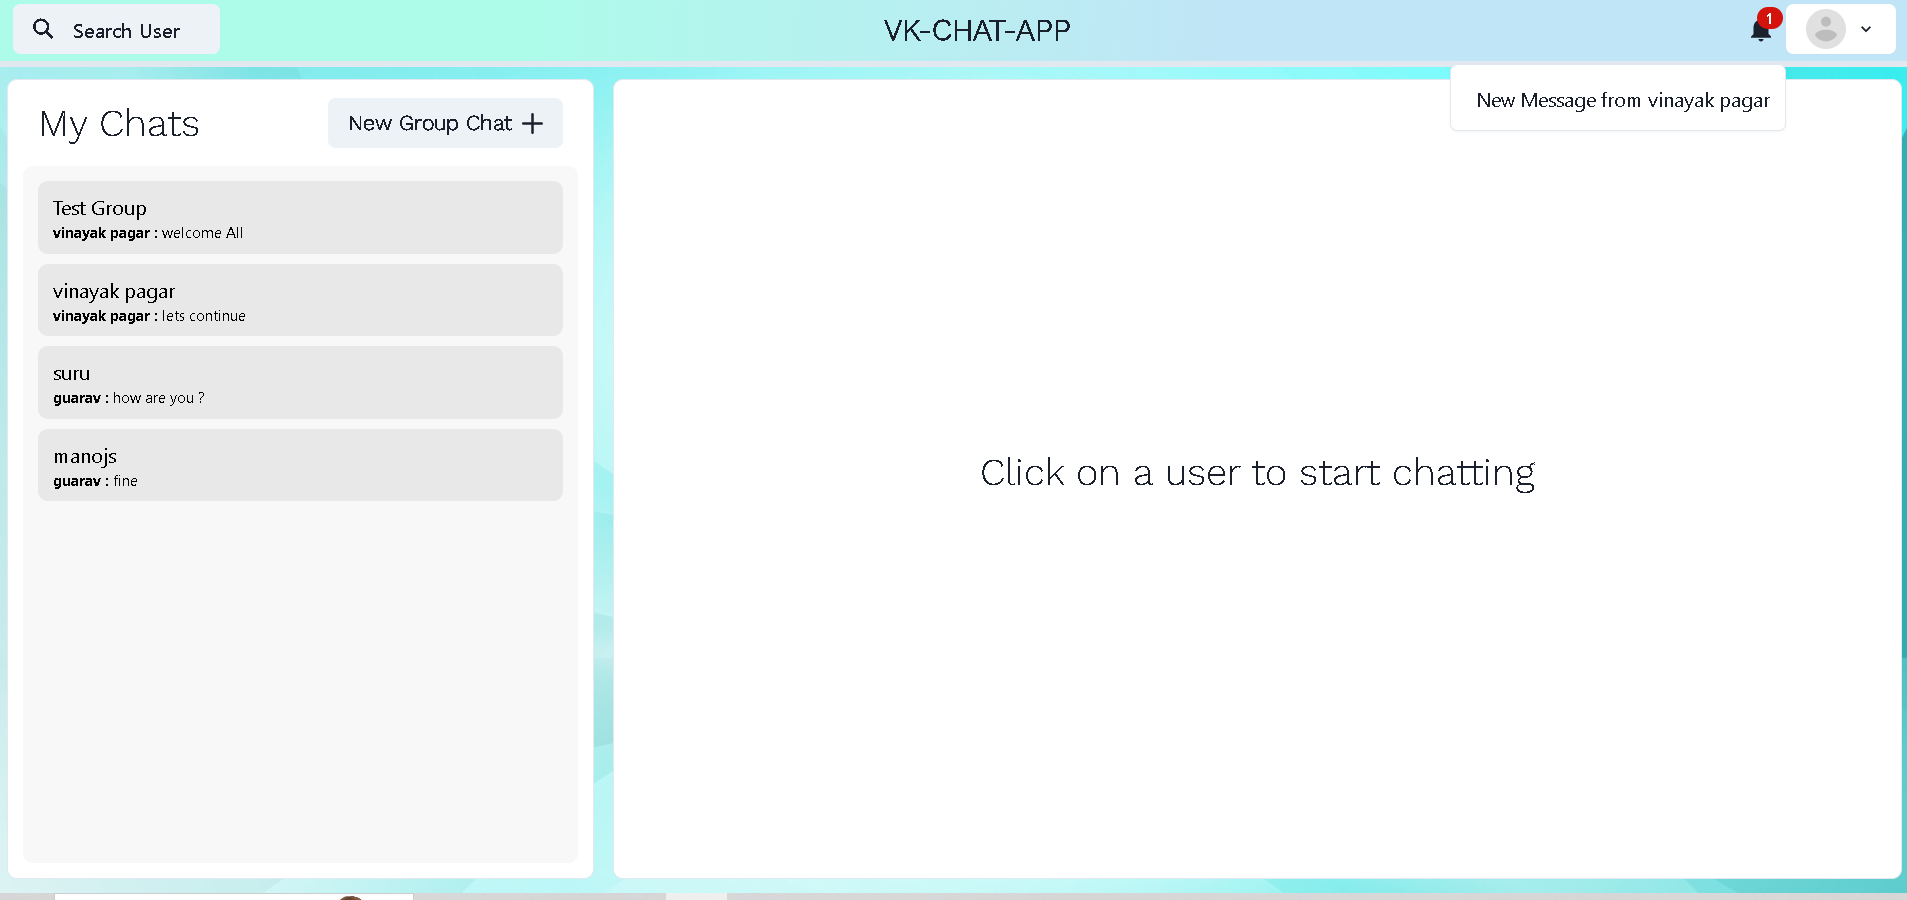 Search User
VK-CHAT-APP
1
New Message from vinayak pagar
My Chats
New Group Chat +
Test Group
vinayak pagar : welcome All
vinayak pagar
vinayak pagar : lets continue
suru
guarav : how are you ?
manojs
guarav : fine
Click on a user to start chatting